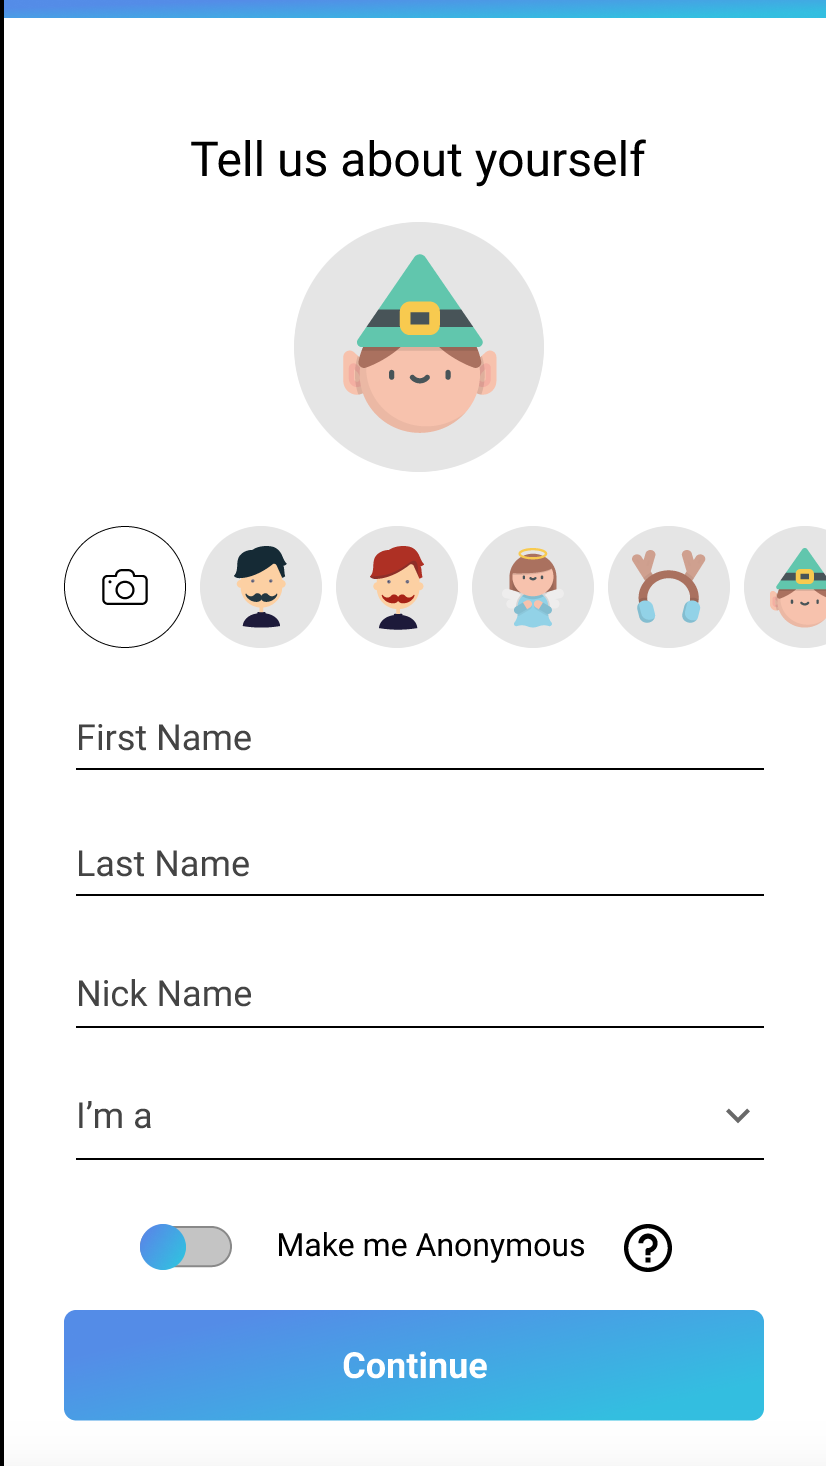 Tell us about yourself
First Name
Last Name
Nick Name
I’m a
Make me Anonymous
Continue